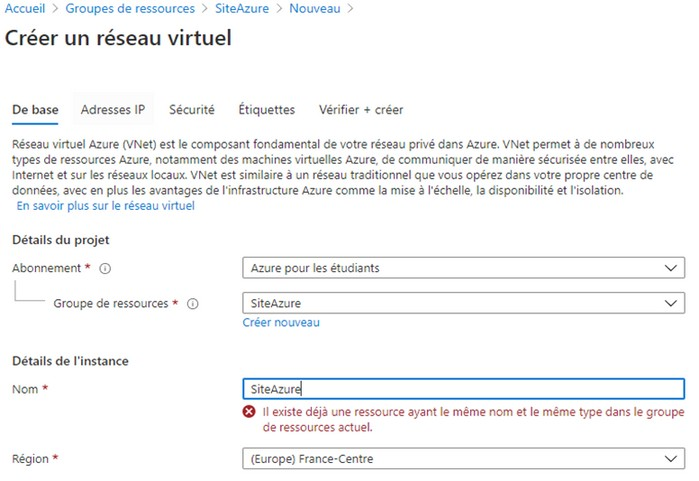 Accueil > Groupes de ressources > SiteAzure > Nouveau >
Créer un réseau virtuel
De base Adresses IP Sécurité Étiquettes Vérifier + créer
Réseau virtuel Azure (VNet) est le composant fondamental de votre réseau privé dans Azure. VNet permet à de nombreux
types de ressources Azure, notamment des machines virtuelles Azure, de communiquer de manière sécurisée entre elles, avec
Internet et sur les réseaux locaux. VNet est similaire à un réseau traditionnel que vous opérez dans votre propre centre de
données, avec en plus les avantages de l'infrastructure Azure comme la mise à l'échelle, la disponibilité et l'isolation.
En savoir plus sur le réseau virtuel
Détails du projet
Abonnement * Azure pour les étudiants
Groupe de ressources * SiteAzure
Créer nouveau
Détails de l'instance
Nom * SiteAzure
Il existe déjà une ressource ayant le même nom et le même type dans le groupe
de ressources actuel.
Région * (Europe) France-Centre